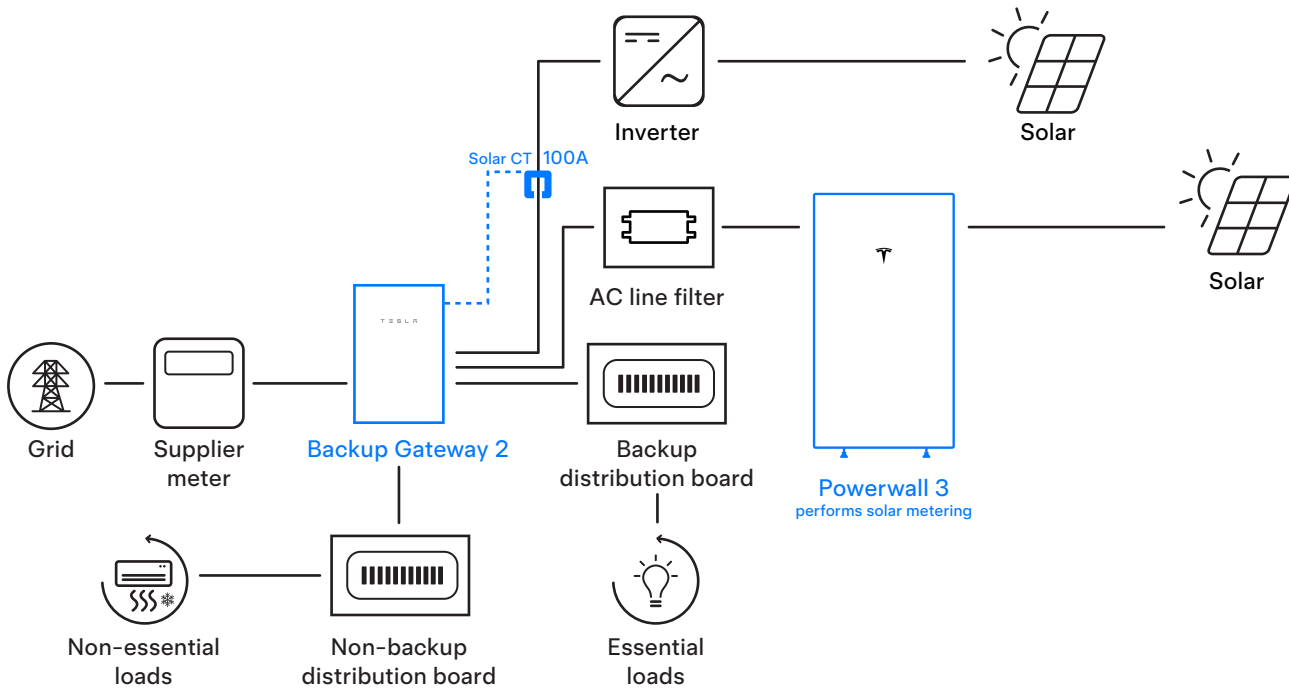 Inverter
Solar
Solar CT 100A
AC line filter
Solar
TESLA
Grid
Supplier
meter
Backup Gateway 2
Backup
distribution board
Powerwall 3
performs solar metering
Non-essential
loads
Non-backup
distribution board
Essential
loads